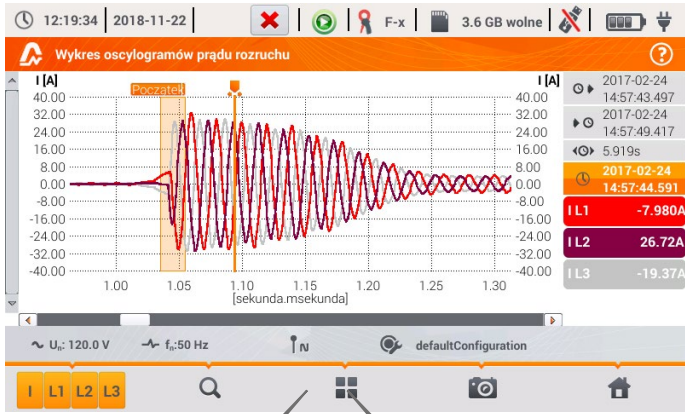 12:19:34 2018-11-22 F-x 3.6 GB wolne
Wykres oscylogramów prądu rozruchu
I [A] I [A]
Początek
40.00 40.00
32.00 32.00
24.00 24.00
16.00 16.00
8.00 8.00
0.00 0.00
-8.00 -8.00
-16.00 -16.00
-24.00 -24.00
-32.00 -32.00
-40.00 -40.00
1.00 1.05 1.10 1.15 1.20 1.25 1.30
[sekunda.msekunda]
2017-02-24
14:57:43.497
2017-02-24
14:57:49.417
5.919s
2017-02-24
14:57:44.591
I L1 -7.980A
I L2 26.72A
I L3 -19.37A
Un: 120.0 V fn:50 Hz N defaultConfiguration
I L1 L2 L3